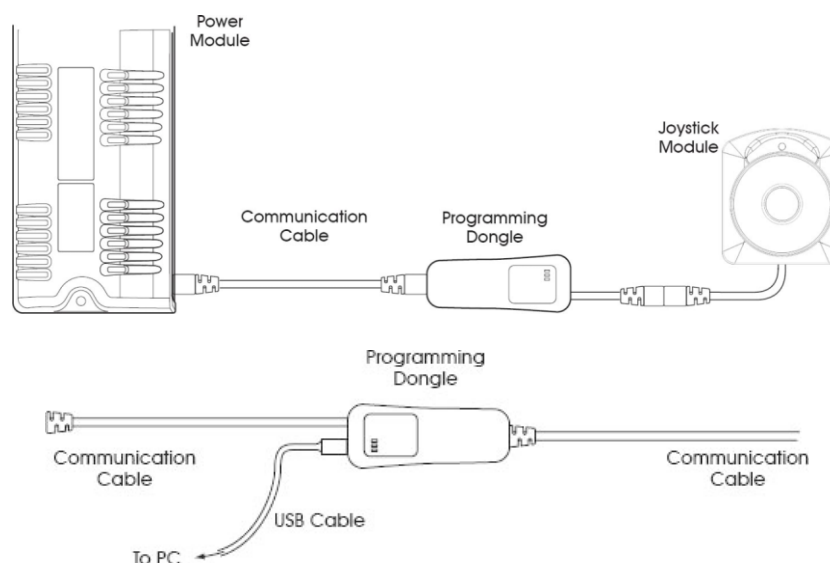 Power
Module
Joystick
Module
Communication
Cable
Programming
Dongle
Programming
Dongle
Communication
Cable
USB Cable
To PC
Communication
Cable